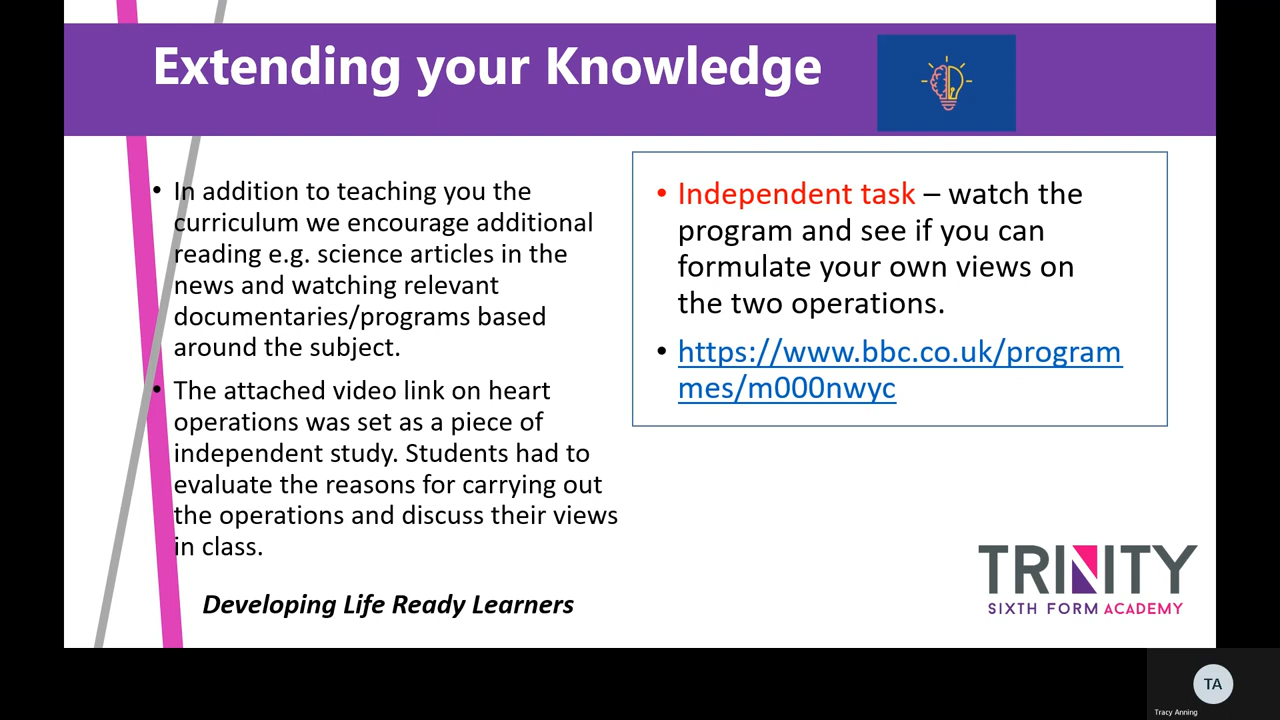 Extending your Knowledge
• In addition to teaching you the
curriculum we encourage additional
reading e.g. science articles in the
news and watching relevant
documentaries/programs based
around the subject.
• The attached video link on heart
operations was set as a piece of
independent study. Students had to
evaluate the reasons for carrying out
the operations and discuss their views
in class.
Developing Life Ready Learners
• Independent task – watch the
program and see if you can
formulate your own views on
the two operations.
• https://www.bbc.co.uk/program
mes/m000nwyc
TRINITY
SIXTH FORM ACADEMY
TA
Tracy Anning